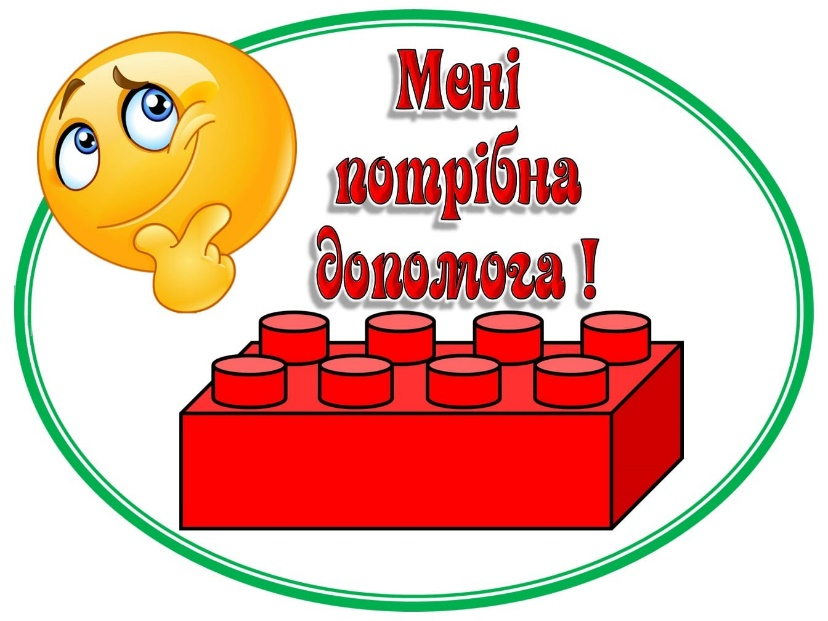 Мені
потрібна
допомога !